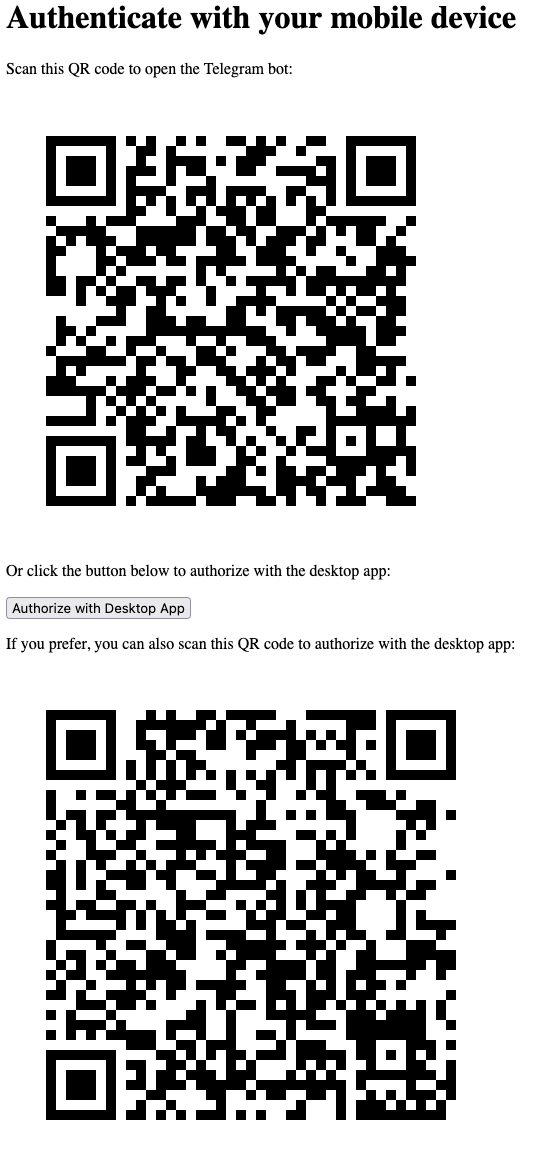 Authenticate with your mobile device
Scan this QR code to open the Telegram bot:
Or click the button below to authorize with the desktop app:
Authorize with Desktop App
If you prefer, you can also scan this QR code to authorize with the desktop app: